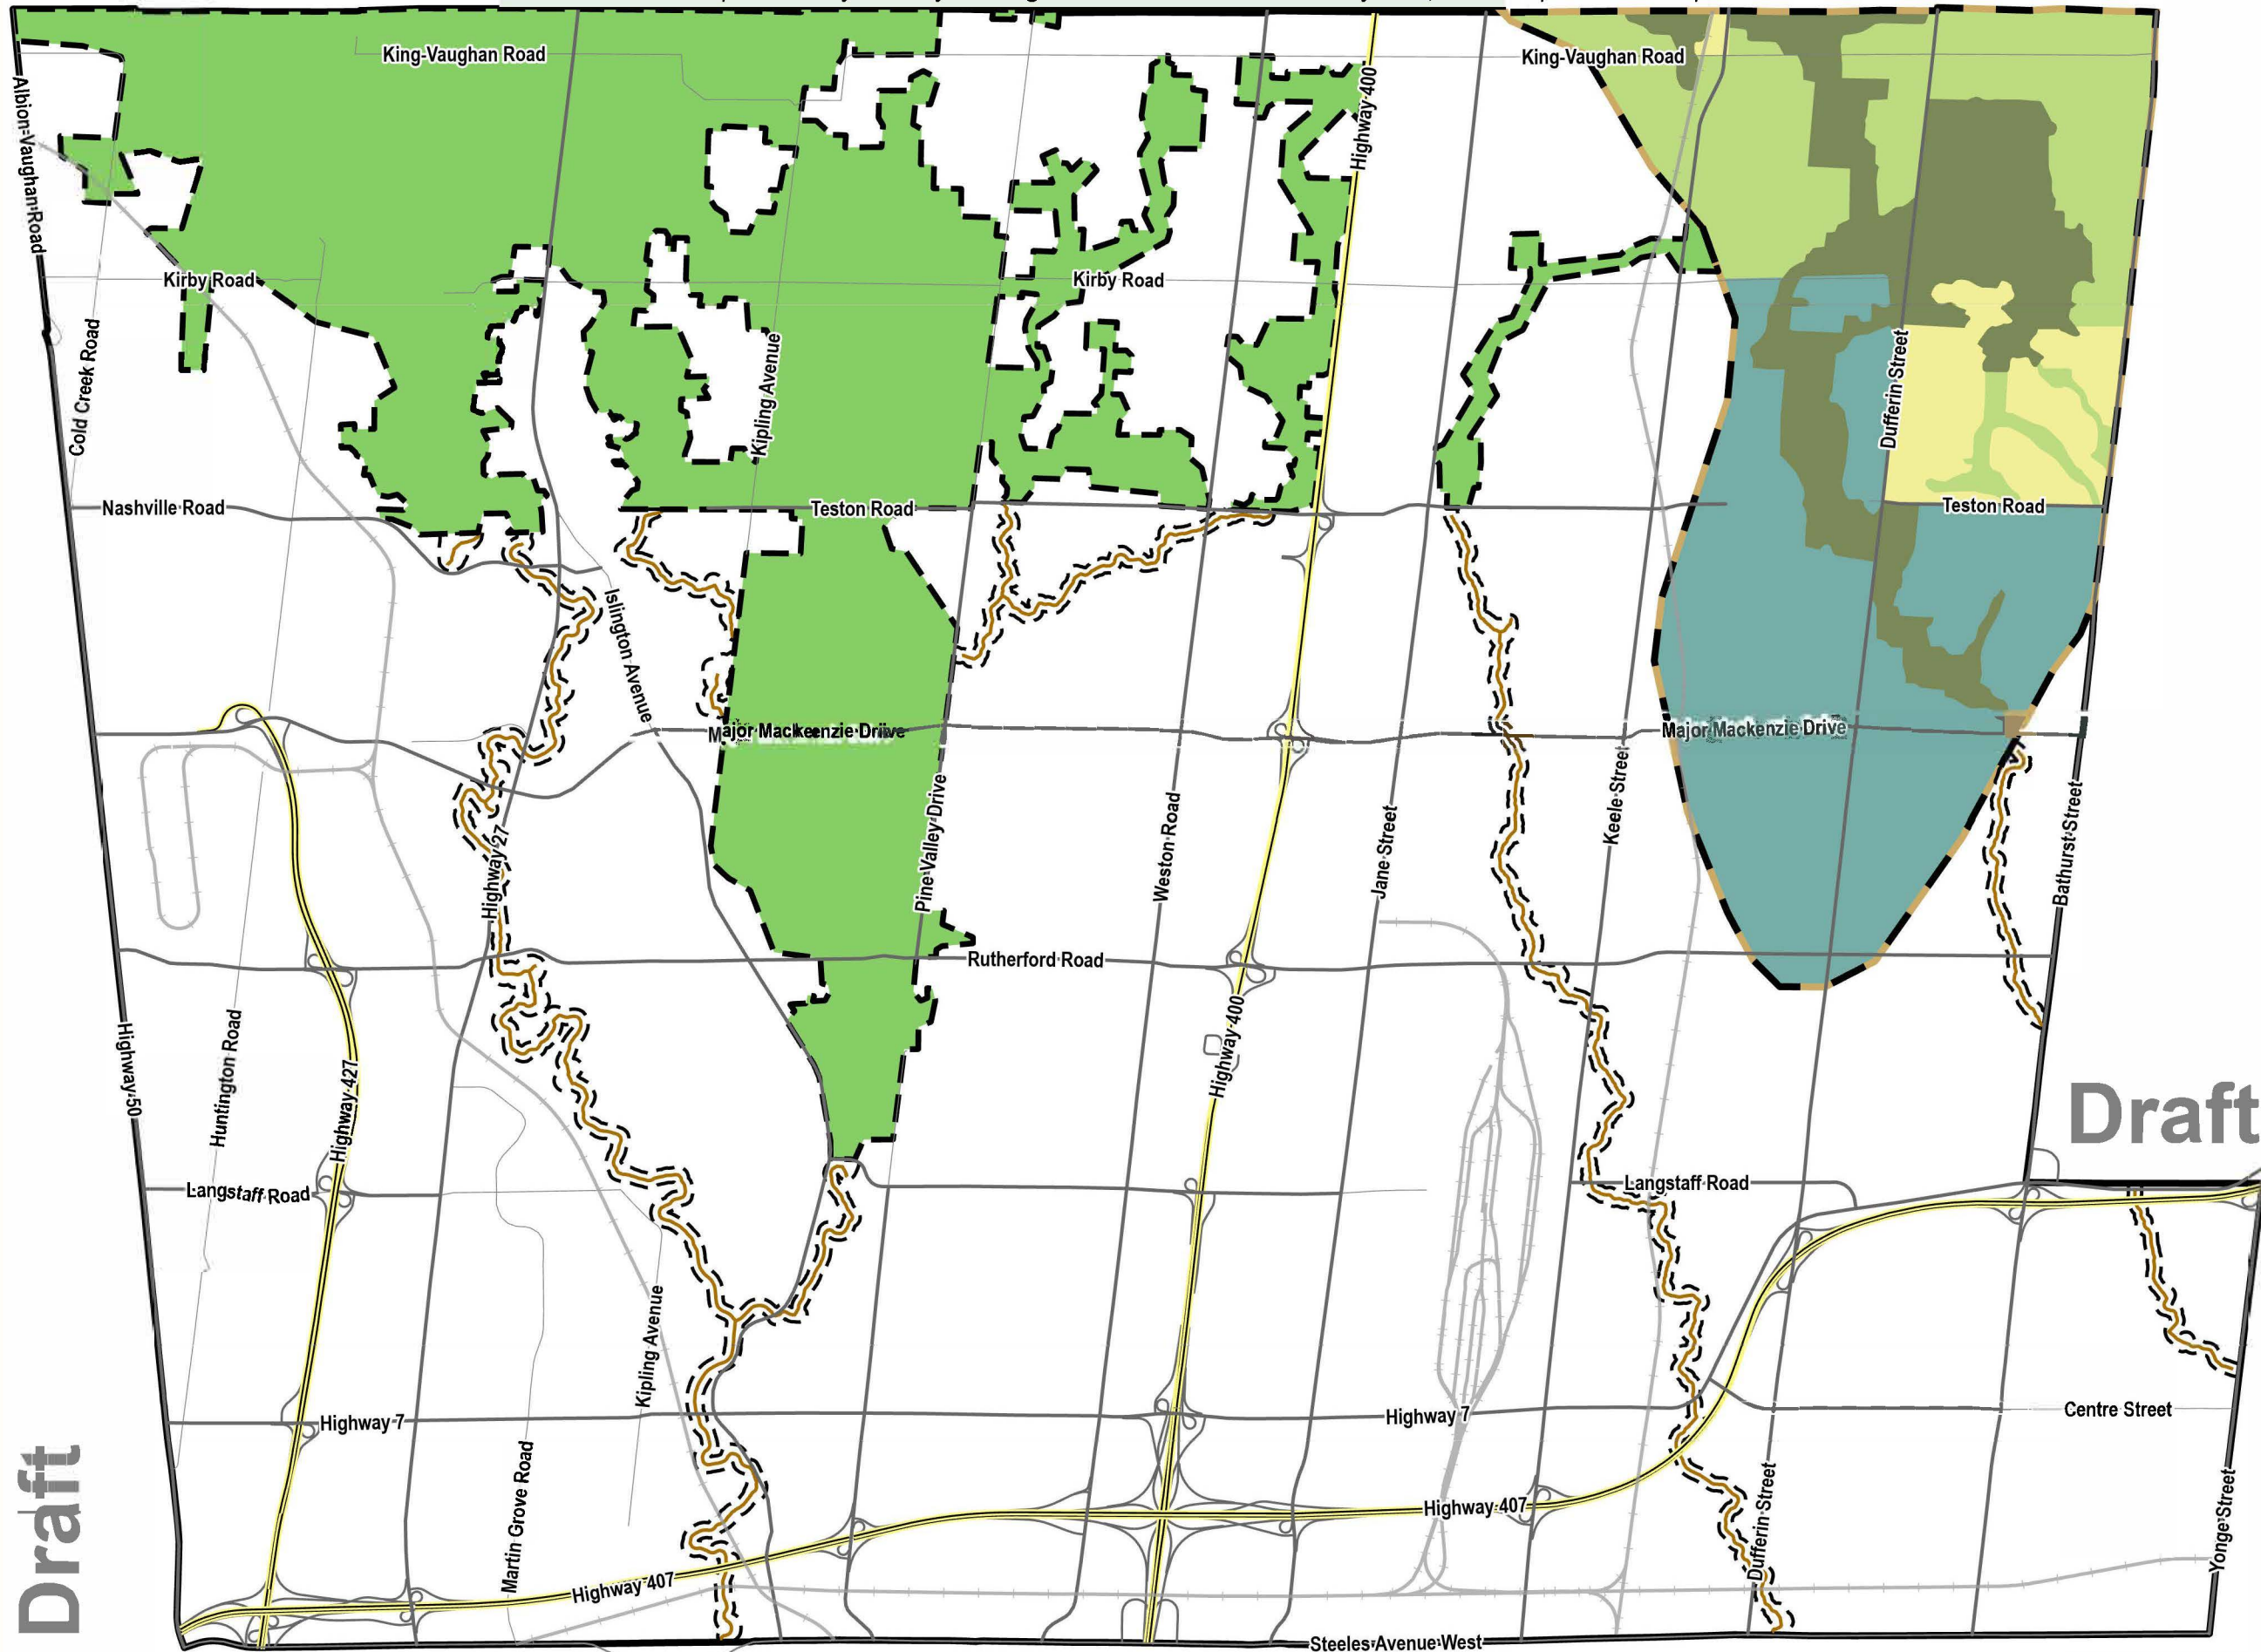 King-Vaughan Road
King-Vaughan Road
Albion-Vaughan Road
Highway 400
Kirby Road
Kirby Road
Cold Creek Road
Kipling Avenue
Dufferin Street
Nashville Road
Teston Road
Teston Road
Islington Avenue
Major Mackenzie Drive
Major Mackenzie Drive
Pine Valley Drive
Weston Road
Jane Street
Keele Street
Bathurst Street
Highway 27
Rutherford Road
Highway 50
Huntington Road
Highway 427
Highway 400
Draft
Langstaff Road
Langstaff Road
Kipling Avenue
Highway 7
Highway 7
Centre Street
Draft
Martin Grove Road
Highway 407
Highway 407
Dufferin Street
Yonge Street
Steeles Avenue West